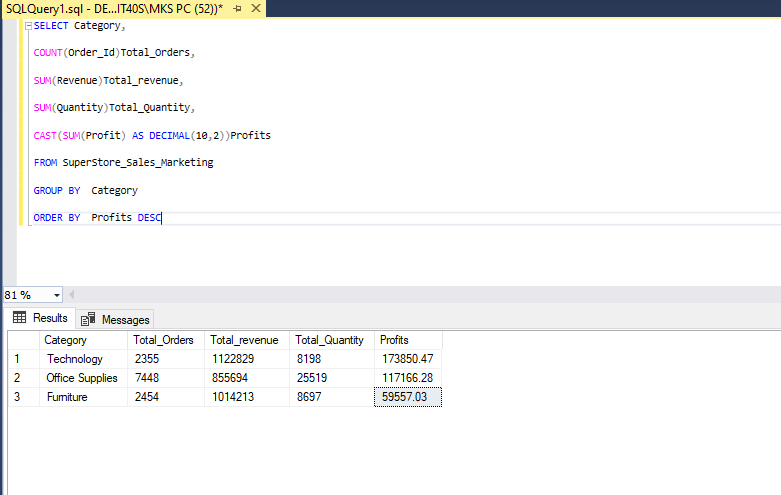 SQLQuery1.sql - DE...IT40S\MKS PC (52))*
SELECT Category,
COUNT(Order_Id)Total_Orders,
SUM(Revenue)Total_revenue,
SUM(Quantity)Total_Quantity,
CAST(SUM(Profit) AS DECIMAL(10,2))Profits
FROM SuperStore_Sales_Marketing
GROUP BY  Category
ORDER BY  Profits DESC
81 %
Results Messages
Category Total_Orders Total_revenue Total_Quantity Profits
1 Technology 2355 1122829 8198 173850.47
2 Office Supplies 7448 855694 25519 117166.28
3 Furniture 2454 1014213 8697 59557.03